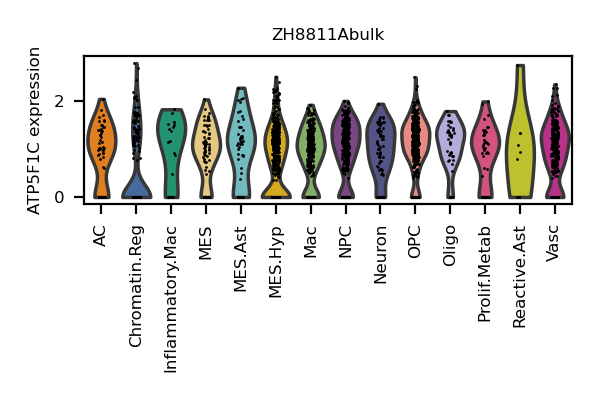 ZH8811Abulk
ATP5F1C expression
2
0
AC
Chromatin.Reg
Inflammatory.Mac
MES
MES.Ast
MES.Hyp
Mac
NPC
Neuron
OPC
Oligo
Prolif.Metab
Reactive.Ast
Vasc